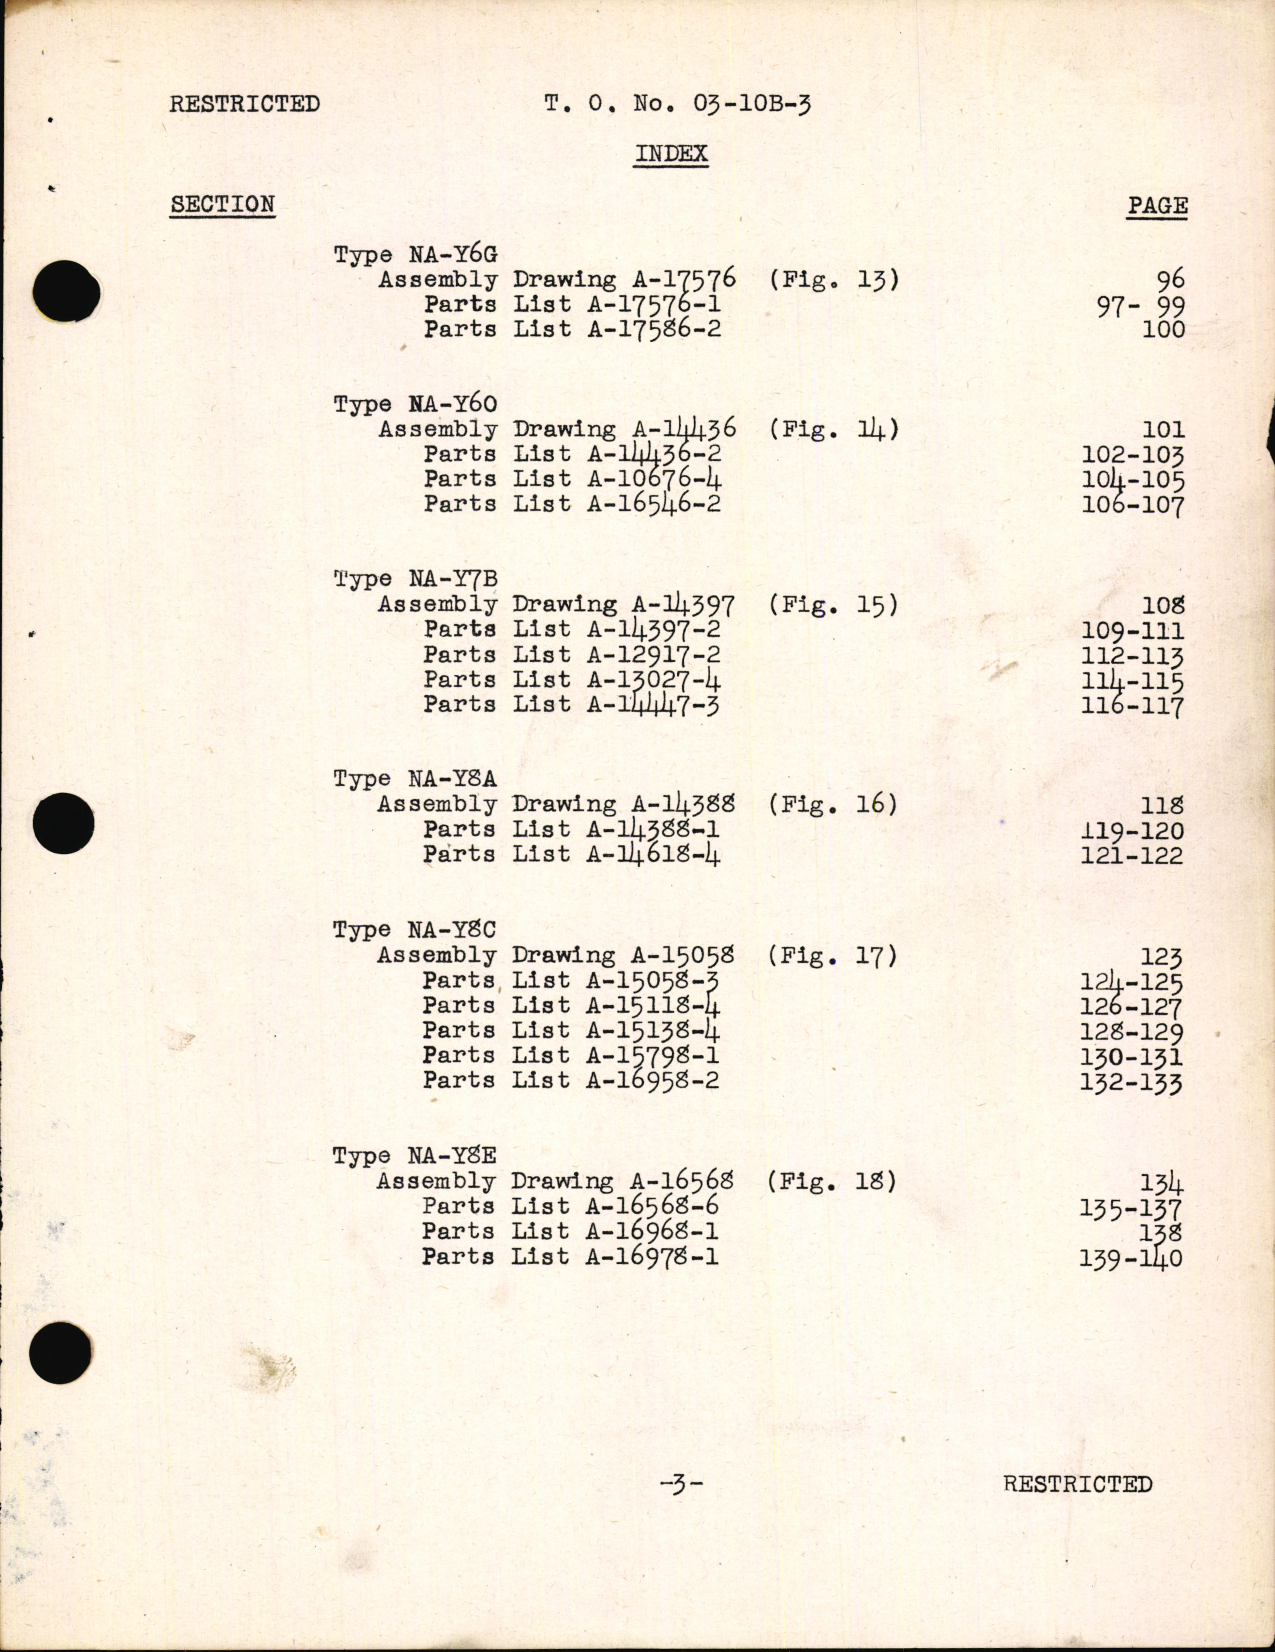 RESTRICTED T. O. No. 03-10B-3
INDEX
SECTION PAGE
Type NA-Y6G
Assembly Drawing A-17576 (Fig. 13) 96
Parts List A-17576-1 97- 99
Parts List A-17586-2 100
Type NA-Y6O
Assembly Drawing A-14436 (Fig. 14) 101
Parts List A-14436-2 102-103
Parts List A-10676-4 104-105
Parts List A-16546-2 106-107
Type NA-Y7B
Assembly Drawing A-14397 (Fig. 15) 108
Parts List A-14397-2 109-111
Parts List A-12917-2 112-113
Parts List A-13027-4 114-115
Parts List A-14447-3 116-117
Type NA-Y8A
Assembly Drawing A-14388 (Fig. 16) 118
Parts List A-14388-1 119-120
Parts List A-14618-4 121-122
Type NA-Y8C
Assembly Drawing A-15058 (Fig. 17) 123
Parts List A-15058-3 124-125
Parts List A-15118-4 126-127
Parts List A-15138-4 128-129
Parts List A-15798-1 130-131
Parts List A-16958-2 132-133
Type NA-Y8E
Assembly Drawing A-16568 (Fig. 18) 134
Parts List A-16568-6 135-137
Parts List A-16968-1 138
Parts List A-16978-1 139-140
-3- RESTRICTED